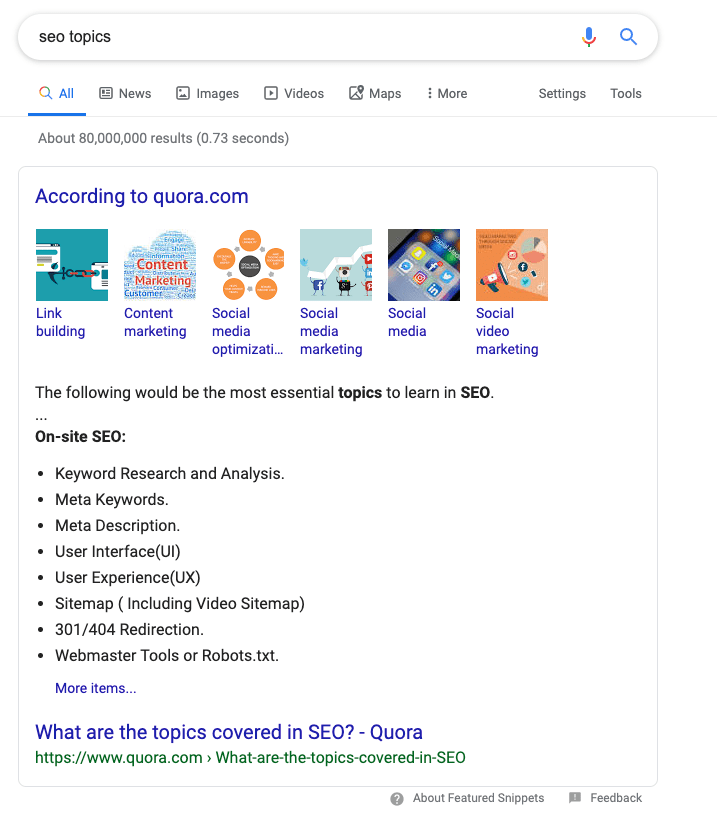 seo topics
All News Images Videos Maps More Settings Tools
About 80,000,000 results (0.73 seconds)
According to quora.com
Content
Marketing
Link
building
Content
marketing
Social
media
optimizati...
Social
media
marketing
Social
media
Social
video
marketing
The following would be the most essential topics to learn in SEO.
...
On-site SEO:
Keyword Research and Analysis.
Meta Keywords.
Meta Description.
User Interface(UI)
User Experience(UX)
Sitemap ( Including Video Sitemap)
301/404 Redirection.
Webmaster Tools or Robots.txt.
More items...
What are the topics covered in SEO? - Quora
https://www.quora.com › What-are-the-topics-covered-in-SEO
About Featured Snippets Feedback